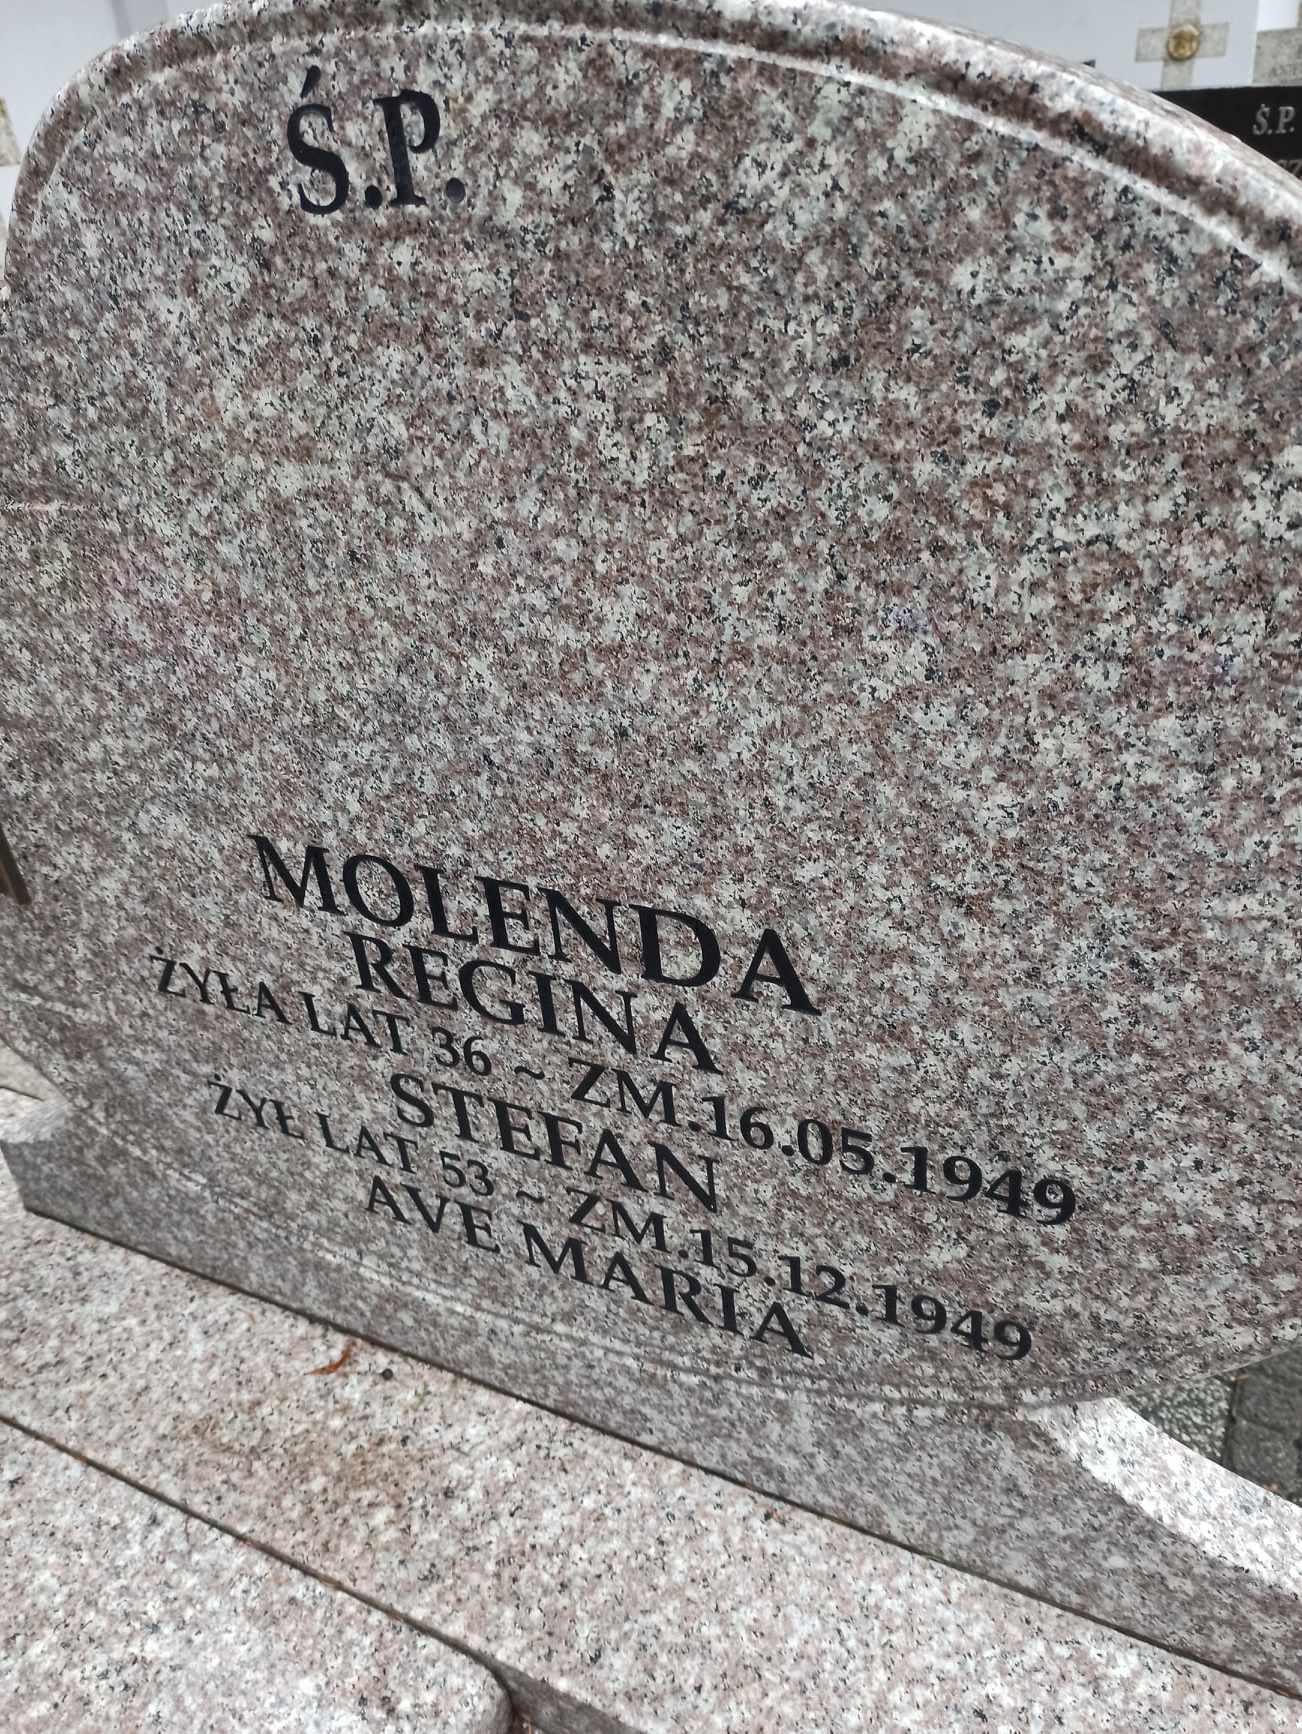 Ś.P.
MOLENDA
REGINA
ŻYŁA LAT 36 ~ ZM.16.05.1949
STEFAN
ŻYŁ LAT 53 ~ ZM.15.12.1949
AVE MARIA
Ś.P.